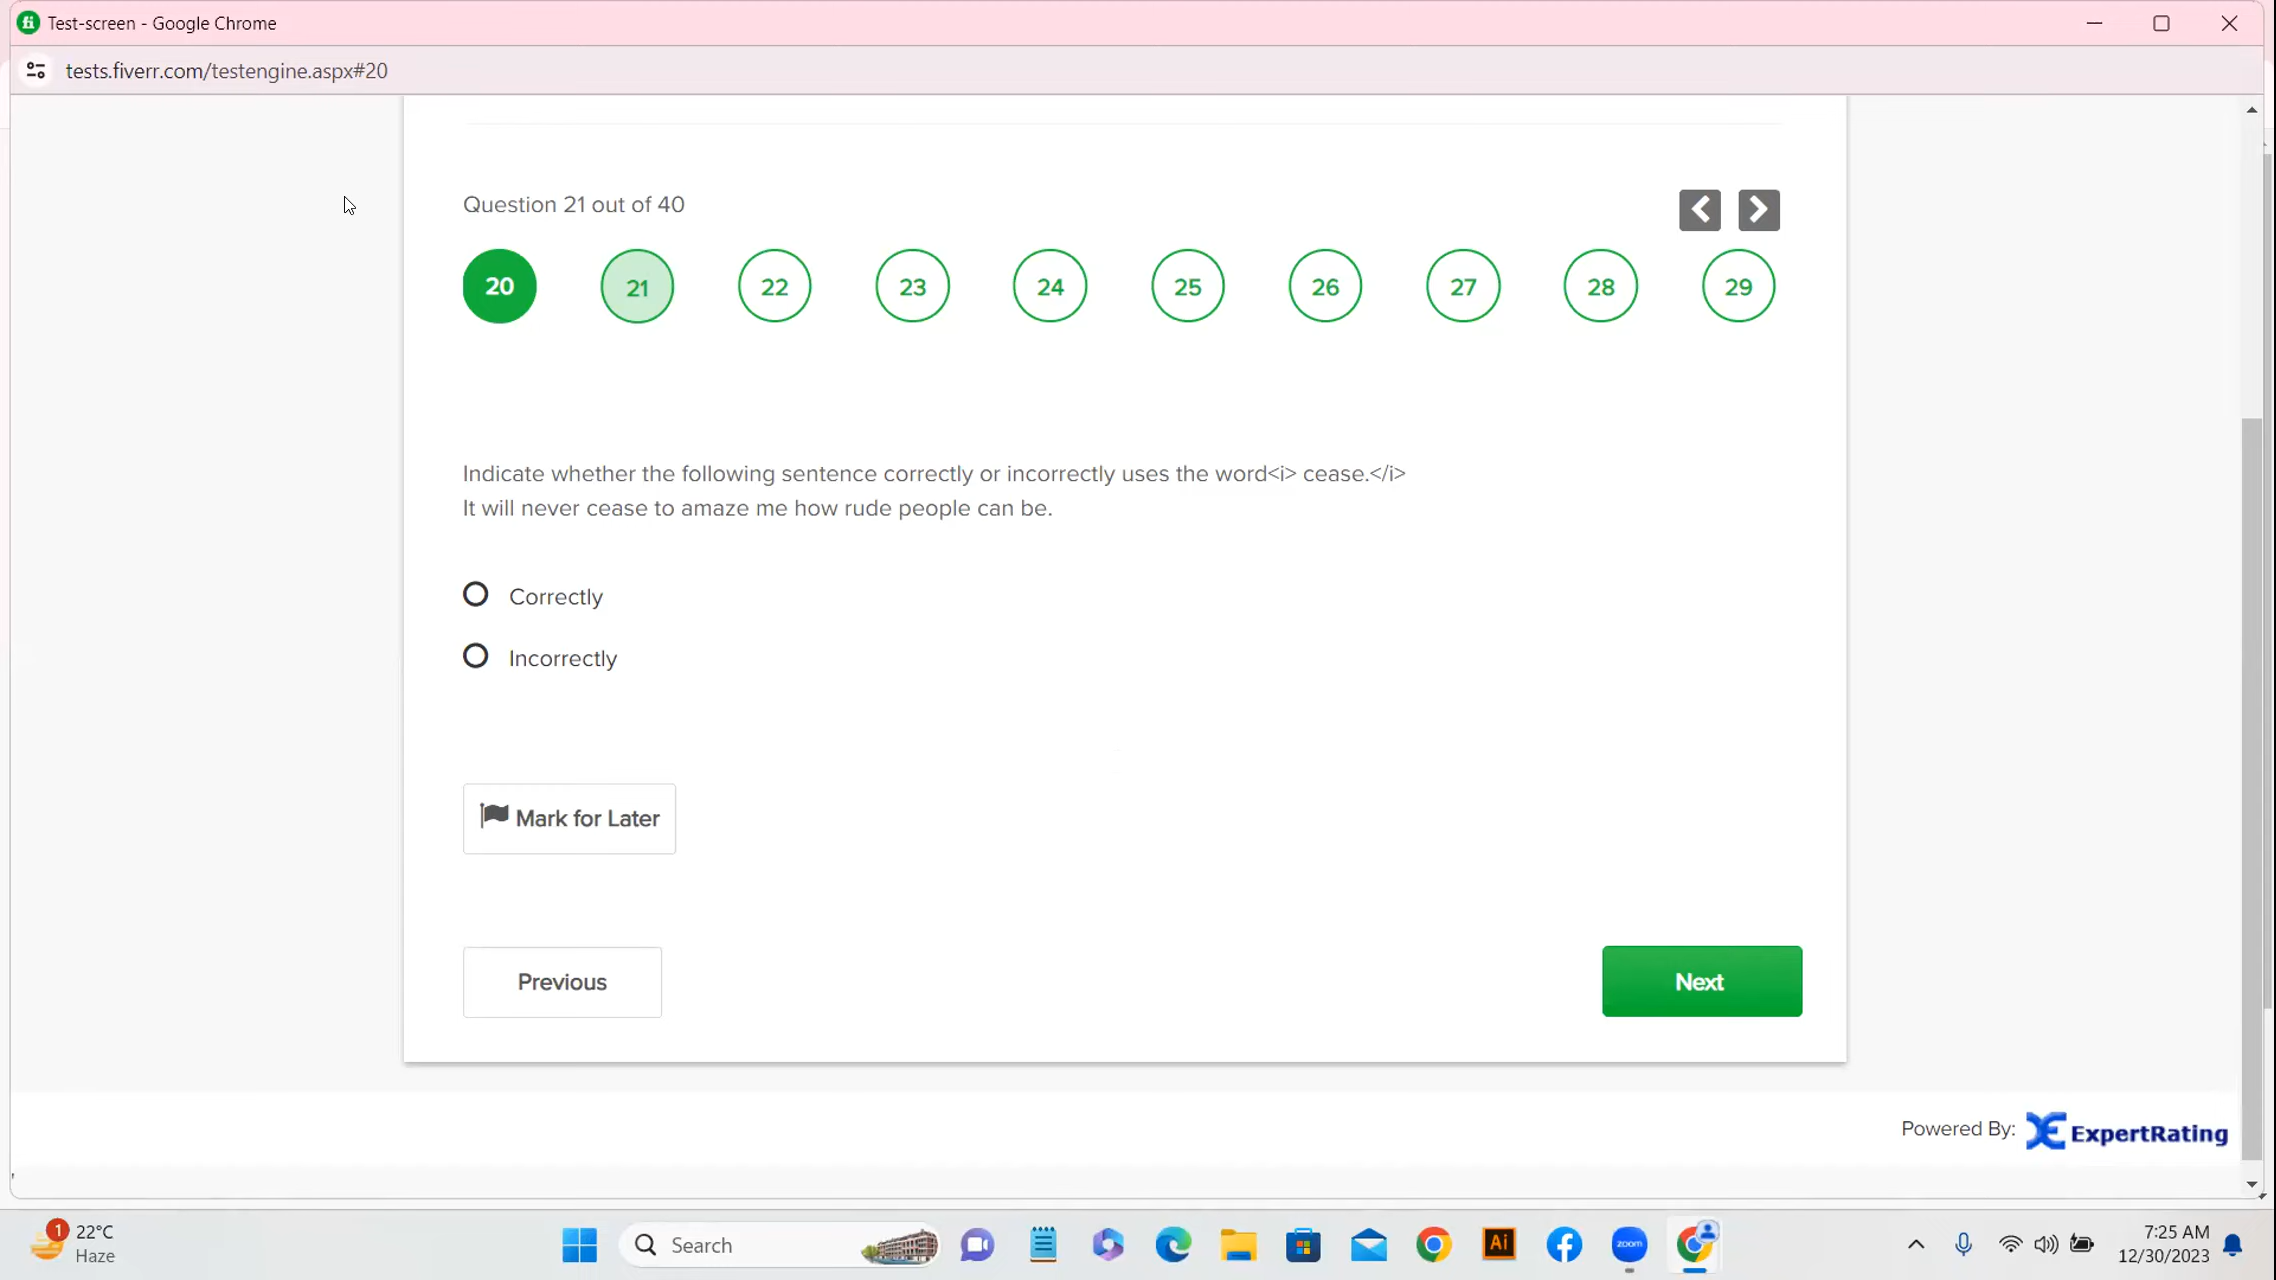 Test-screen - Google Chrome
tests.fiverr.com/testengine.aspx#20
Question 21 out of 40
20 21 22 23 24 25 26 27 28 29
Indicate whether the following sentence correctly or incorrectly uses the word<i> cease.</i>
It will never cease to amaze me how rude people can be.
Correctly
Incorrectly
Mark for Later
Previous
Next
Powered By: ExpertRating
1
22°C
Haze
Search
Ai
zoom
7:25 AM
12/30/2023